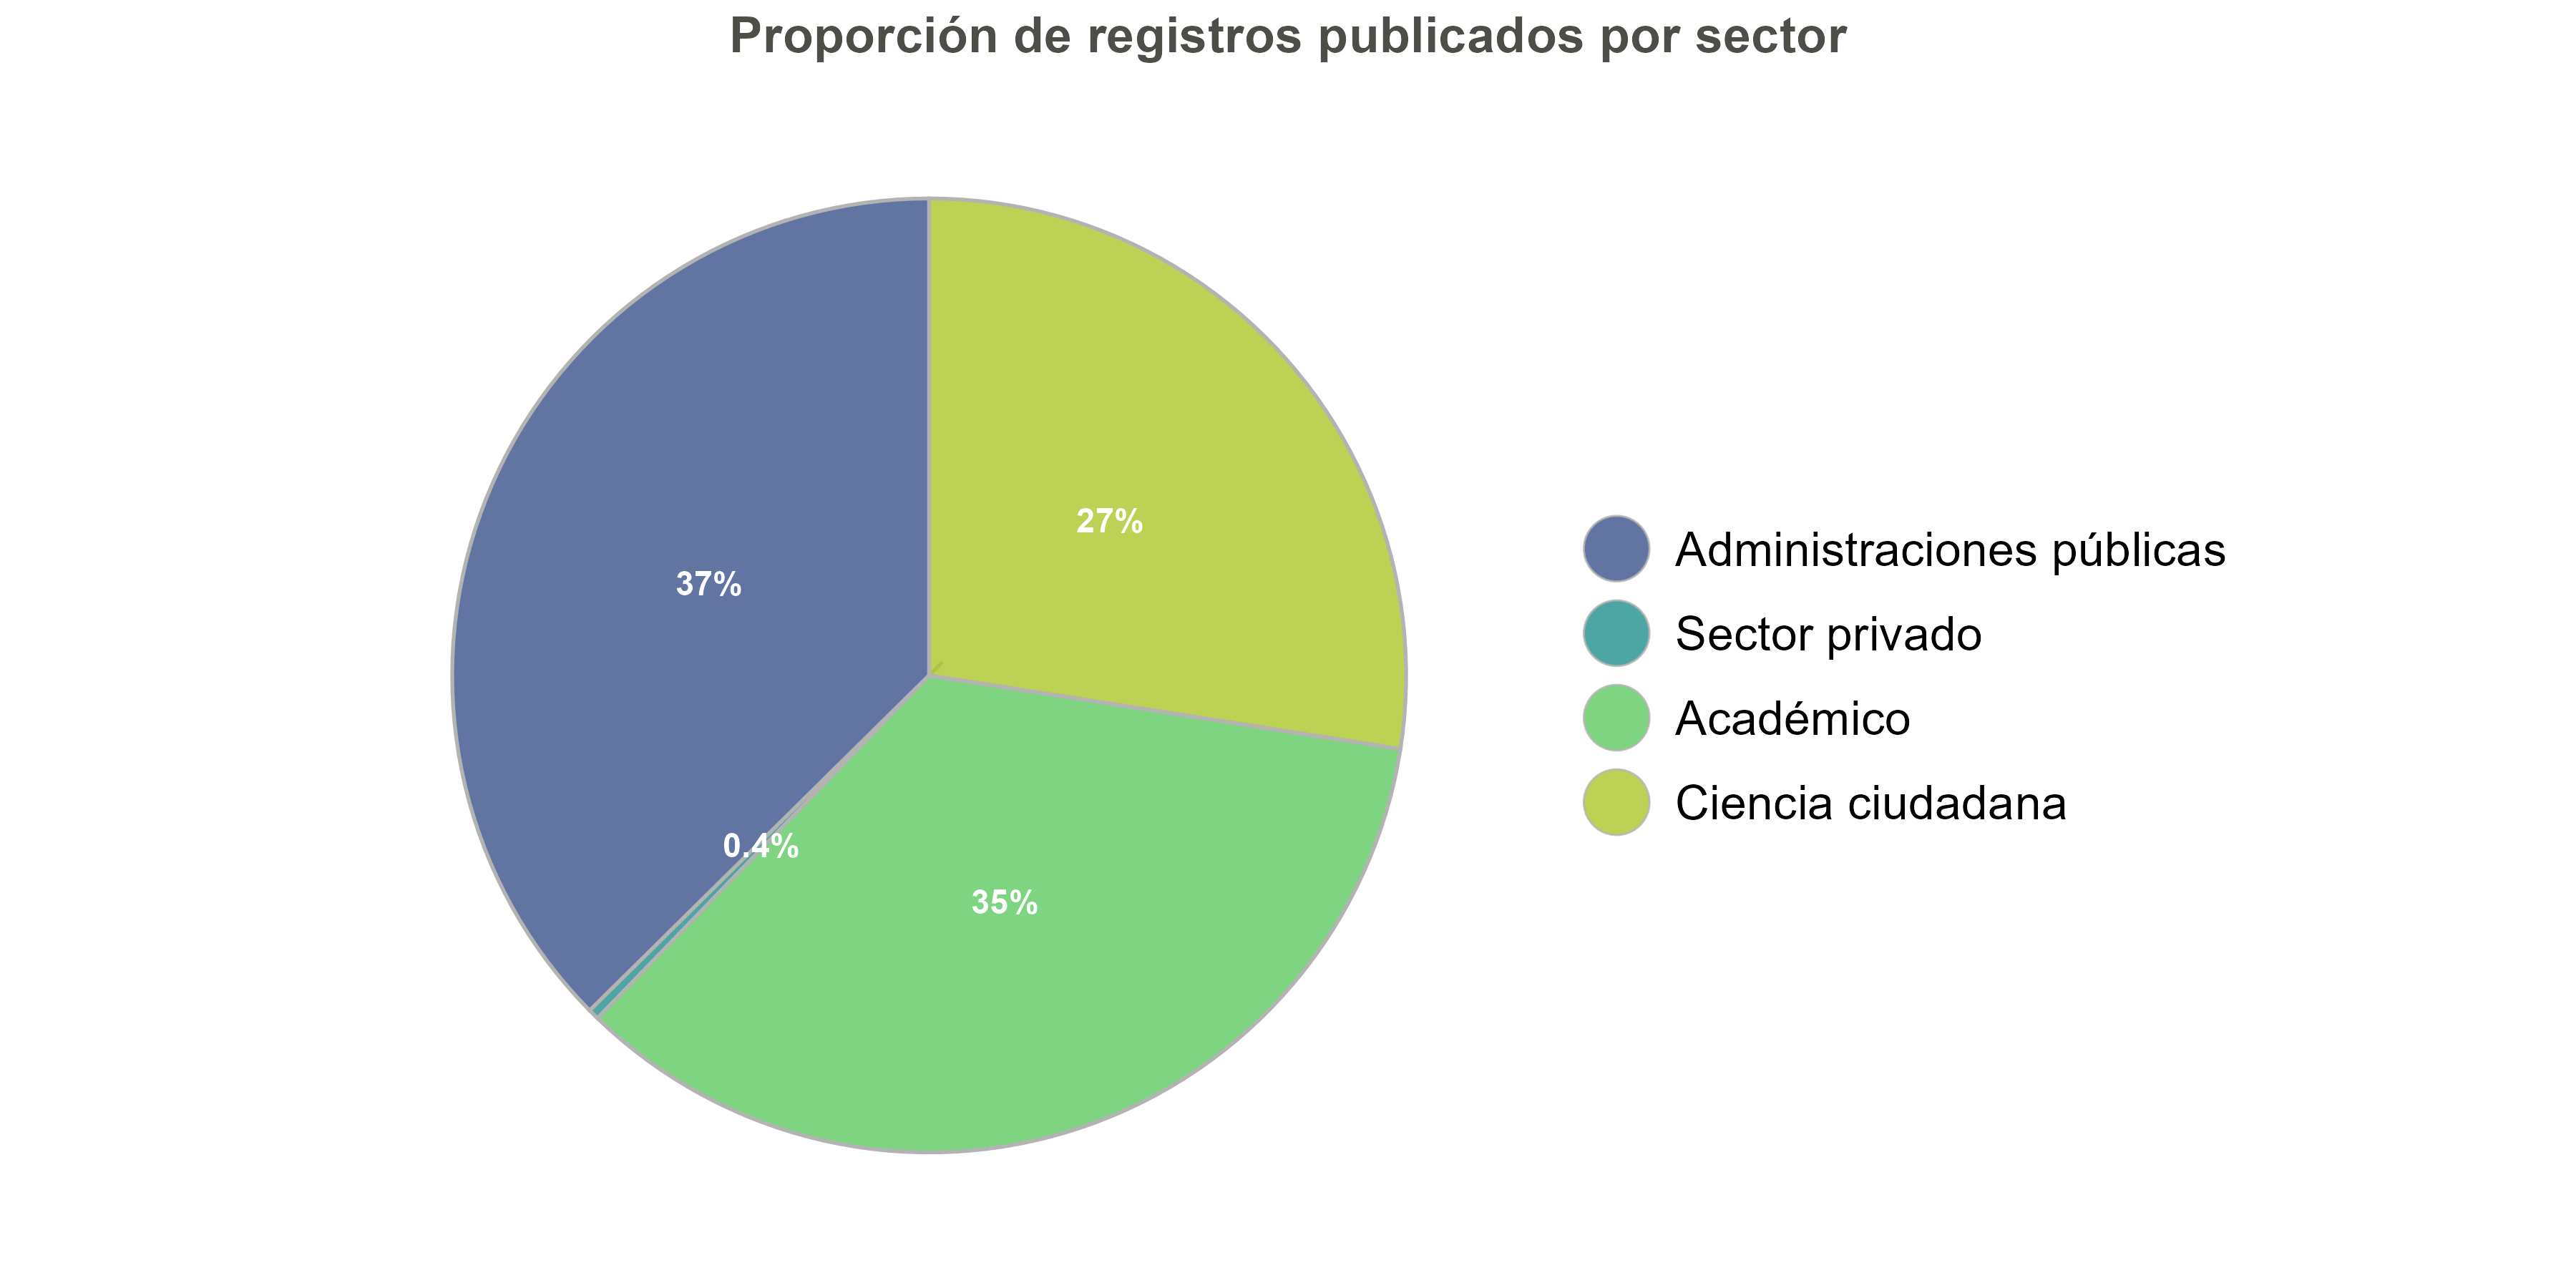 Proporción de registros publicados por sector
27%
37%
0.4%
35%
Administraciones públicas
Sector privado
Académico
Ciencia ciudadana